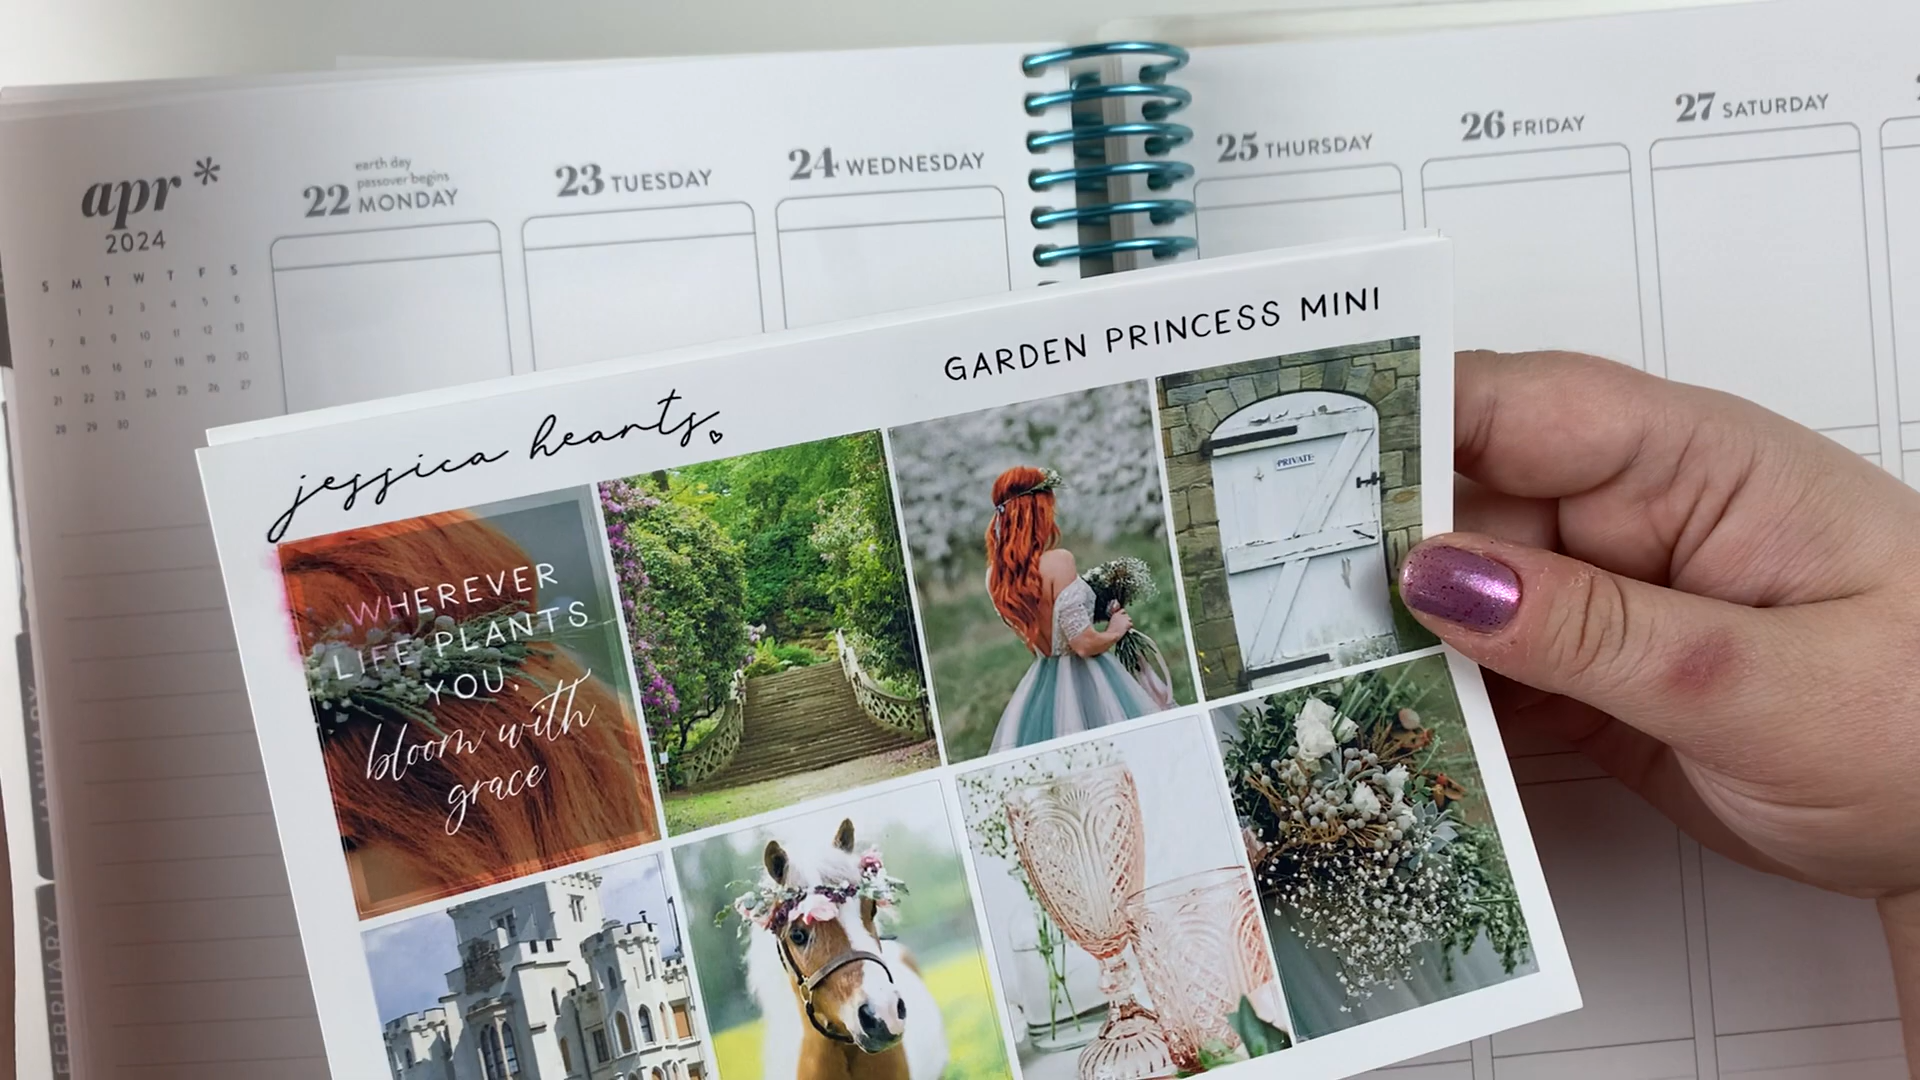 apr*
2024
S M T W T F S
1 2 3 4 5 6
7 8 9 10 11 12 13
14 15 16 17 18 19 20
21 22 23 24 25 26 27
28 29 30
earth day
passover begins
22 MONDAY
23 TUESDAY
24 WEDNESDAY
25 THURSDAY
26 FRIDAY
27 SATURDAY
jessica hearts
GARDEN PRINCESS MINI
WHEREVER
LIFE PLANTS
YOU,
bloom with
grace
PRIVATE
JANUARY
FEBRUARY